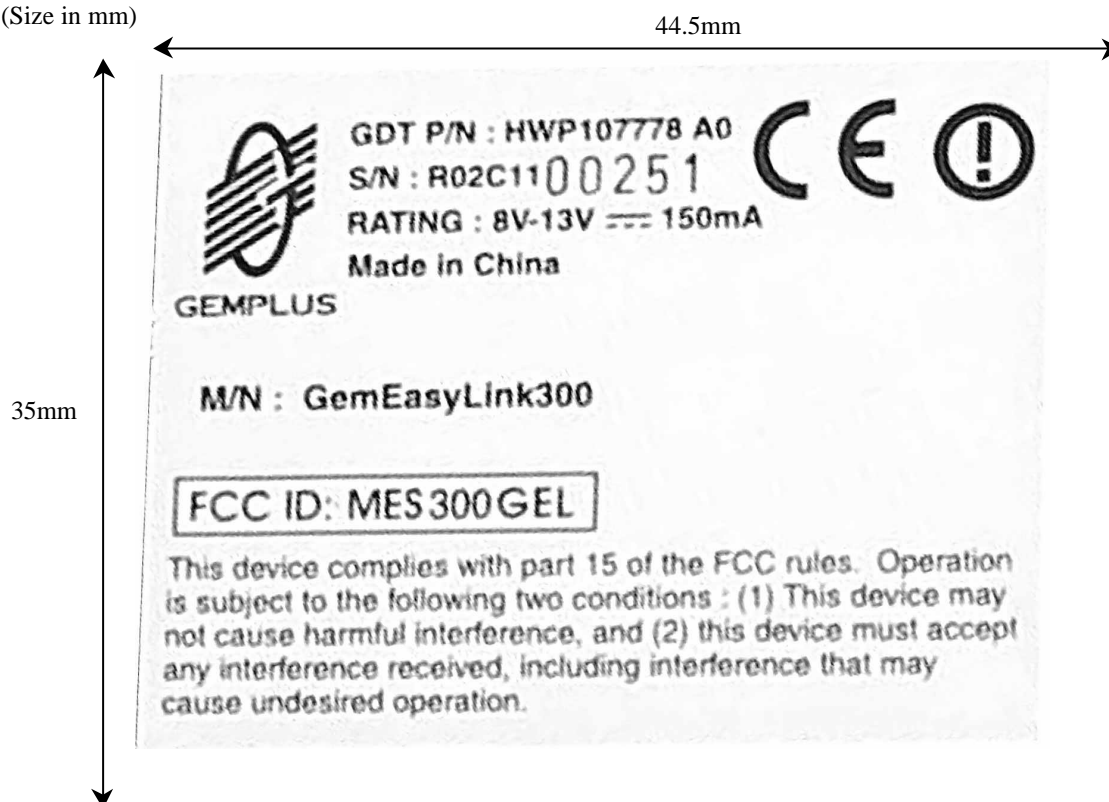 (Size in mm)
44.5mm
35mm
GEMPLUS
GDT P/N : HWP107778 A0
S/N : R02C1100251
RATING : 8V-13V ⎓ 150mA
Made in China
CE
M/N : GemEasyLink300
FCC ID: MES300GEL
This device complies with part 15 of the FCC rules. Operation
is subject to the following two conditions : (1) This device may
not cause harmful interference, and (2) this device must accept
any interference received, including interference that may
cause undesired operation.